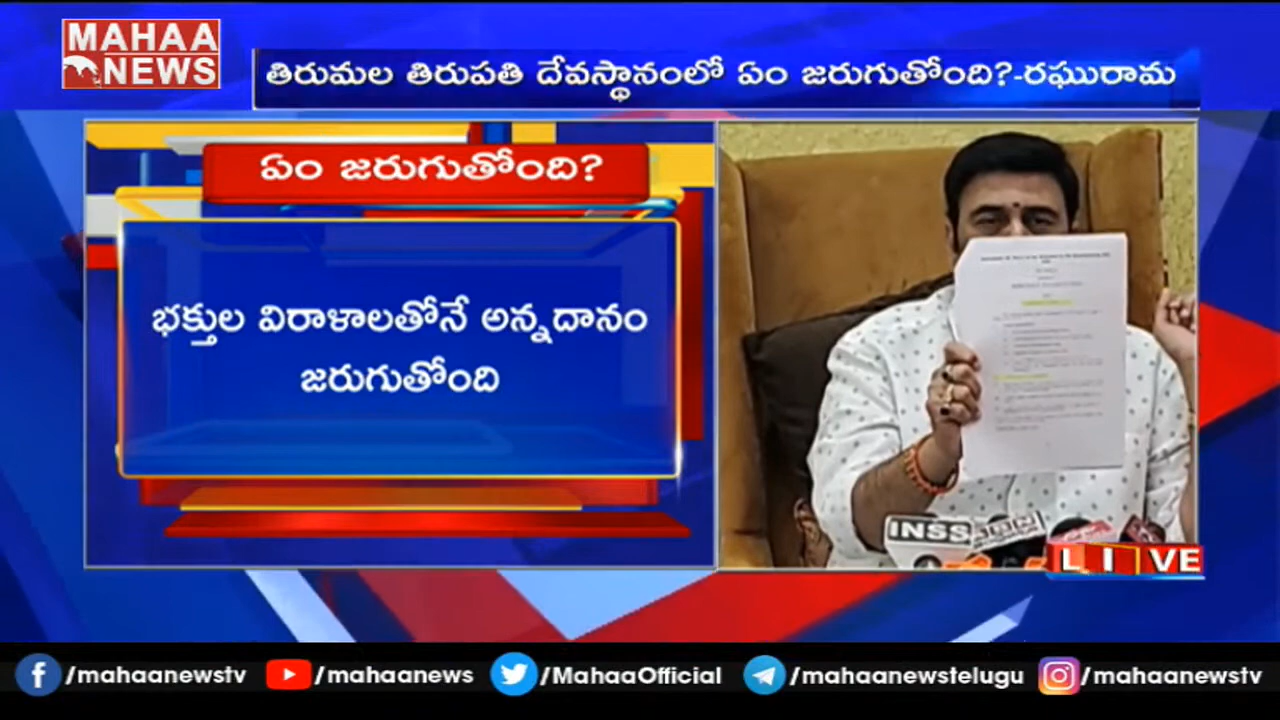 MAHAA
NEWS
తిరుమల తిరుపతి దేవస్థానంలో ఏం జరుగుతోంది?-రఘురామ
ఏం జరుగుతోంది?
భక్తుల విరాళాలతోనే అన్నదానం
జరుగుతోంది
INSS
LIVE
/mahaanewstv
/mahaanews
/MahaaOfficial
/mahaanewstelugu
/mahaanewstv